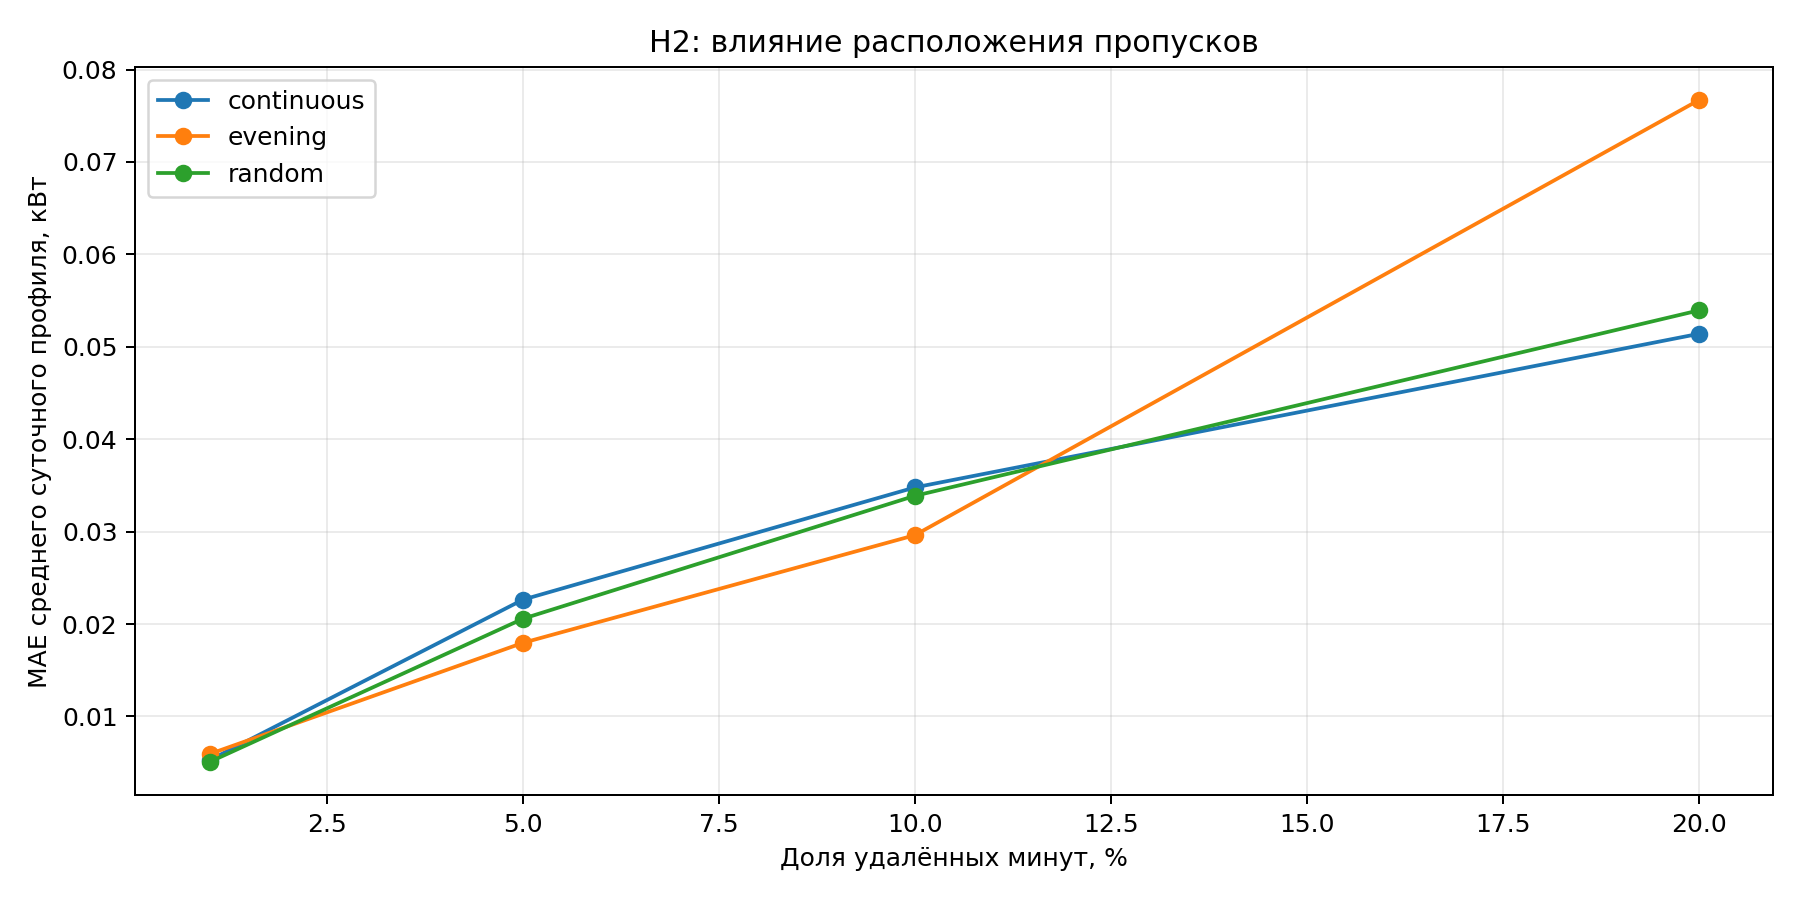 H2: влияние расположения пропусков
continuous
evening
random
MAE среднего суточного профиля, кВт
0.08
0.07
0.06
0.05
0.04
0.03
0.02
0.01
2.5 5.0 7.5 10.0 12.5 15.0 17.5 20.0
Доля удалённых минут, %